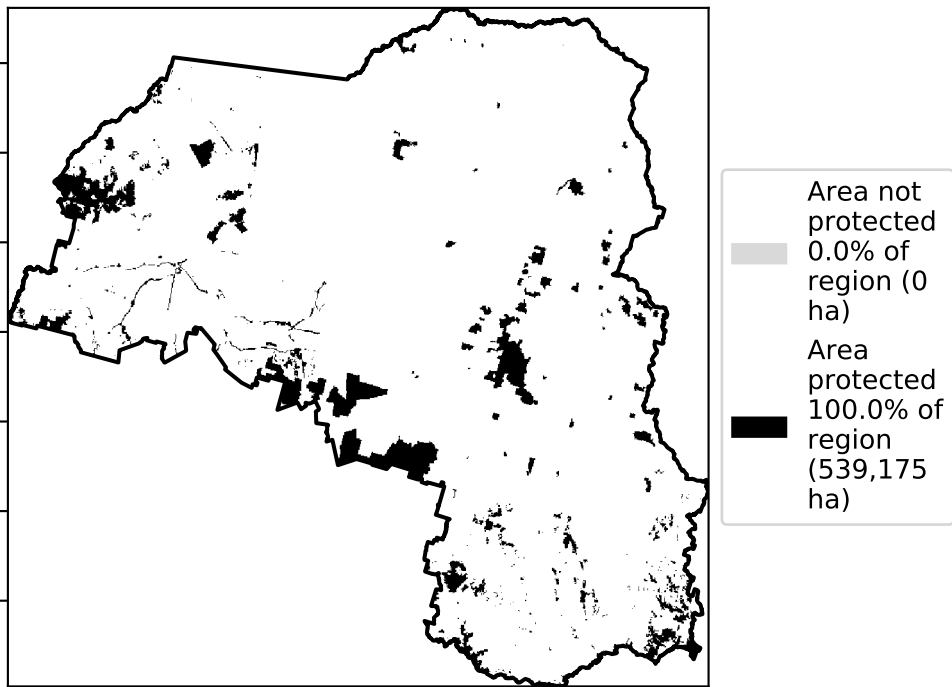 Area not
protected
0.0% of
region (0
ha)
Area
protected
100.0% of
region
(539,175
ha)